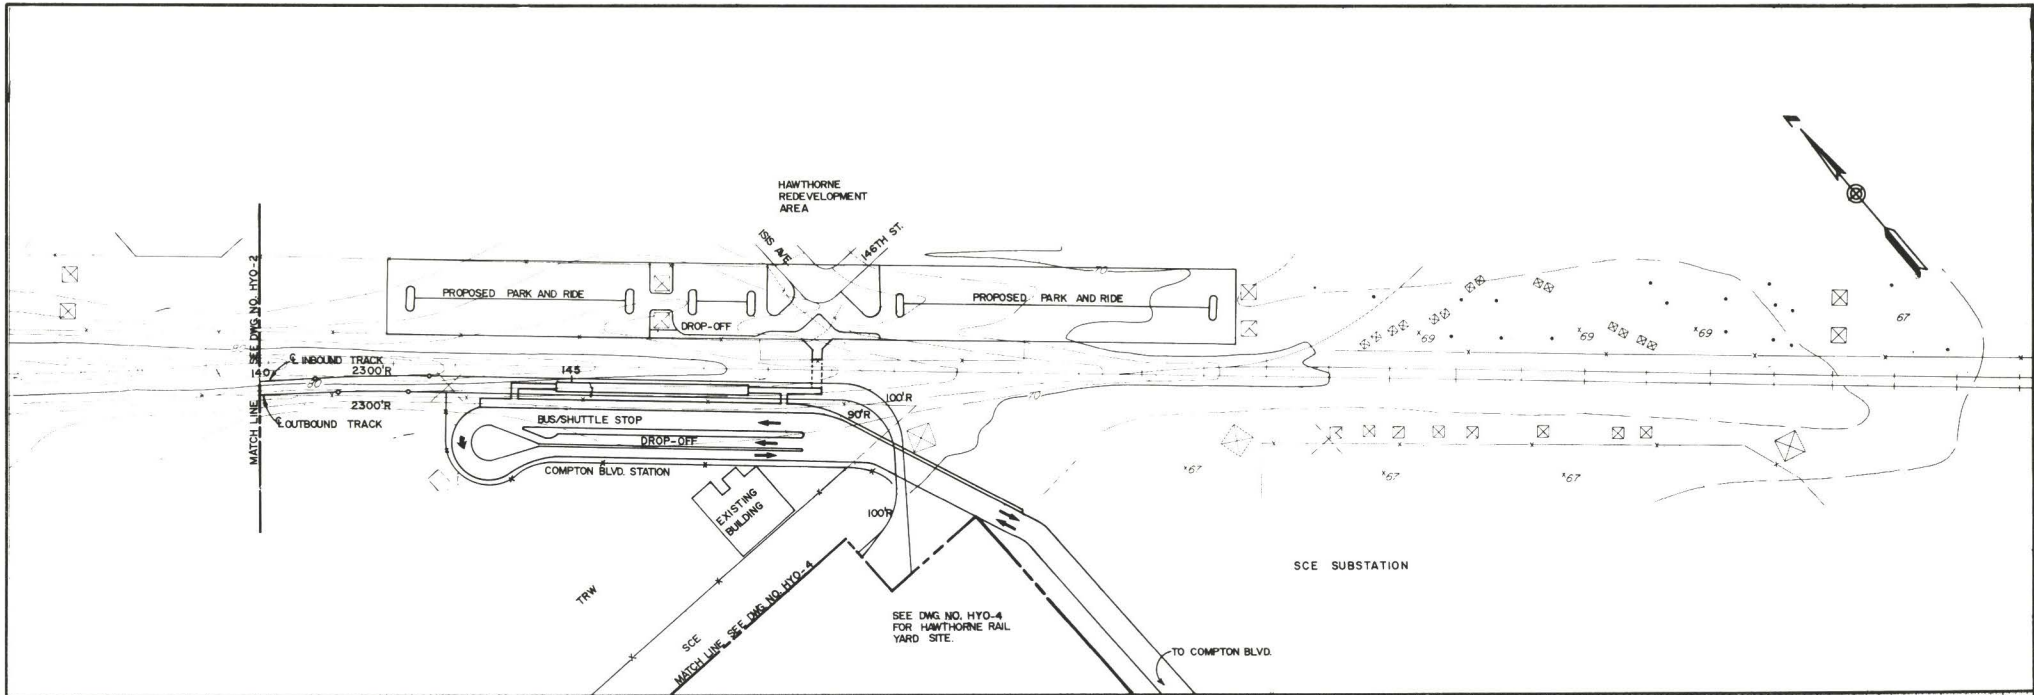 HAWTHORNE
REDEVELOPMENT
AREA
ISIS AVE.
146TH ST.
70
PROPOSED PARK AND RIDE
PROPOSED PARK AND RIDE
DROP-OFF
67
×69
×69
×69
MATCH LINE SEE DWG NO. HYO-2
℄ INBOUND TRACK
140
2300'R
145
80
2300'R
℄ OUTBOUND TRACK
100'R
90'R
70
BUS/SHUTTLE STOP
DROP-OFF
COMPTON BLVD. STATION
×67
×67
×67
EXISTING
BUILDING
100'R
SCE SUBSTATION
TRW
SCE
MATCH LINE SEE DWG NO. HYO-4
SEE DWG NO. HYO-4
FOR HAWTHORNE RAIL
YARD SITE.
TO COMPTON BLVD.